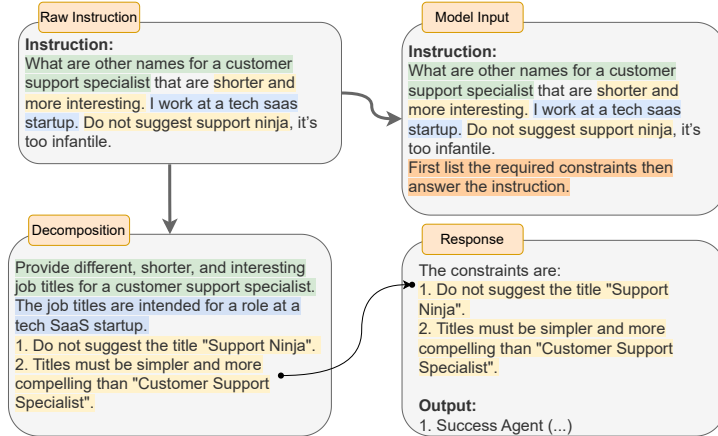 Raw Instruction
Instruction:
What are other names for a customer
support specialist that are shorter and
more interesting. I work at a tech saas
startup. Do not suggest support ninja, it's
too infantile.
Model Input
Instruction:
What are other names for a customer
support specialist that are shorter and
more interesting. I work at a tech saas
startup. Do not suggest support ninja, it's
too infantile.
First list the required constraints then
answer the instruction.
Decomposition
Provide different, shorter, and interesting
job titles for a customer support specialist.
The job titles are intended for a role at a
tech SaaS startup.
1. Do not suggest the title "Support Ninja".
2. Titles must be simpler and more
compelling than "Customer Support
Specialist".
Response
The constraints are:
1. Do not suggest the title "Support
Ninja".
2. Titles must be simpler and more
compelling than "Customer Support
Specialist".
Output:
1. Success Agent (...)